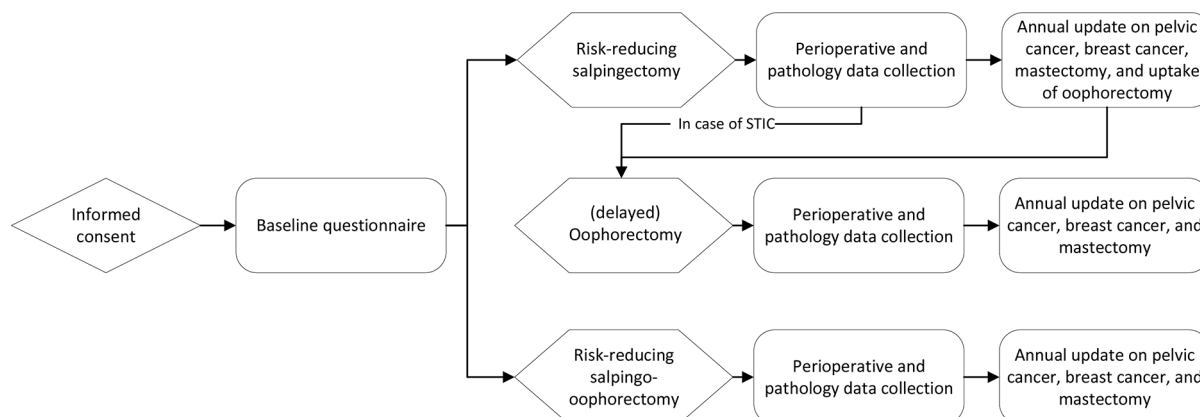 Risk-reducing
salpingectomy
Perioperative and
pathology data collection
Annual update on pelvic
cancer, breast cancer,
mastectomy, and uptake
of oophorectomy
In case of STIC
Informed
consent
Baseline questionnaire
(delayed)
Oophorectomy
Perioperative and
pathology data collection
Annual update on pelvic
cancer, breast cancer, and
mastectomy
Risk-reducing
salpingo-
oophorectomy
Perioperative and
pathology data collection
Annual update on pelvic
cancer, breast cancer, and
mastectomy